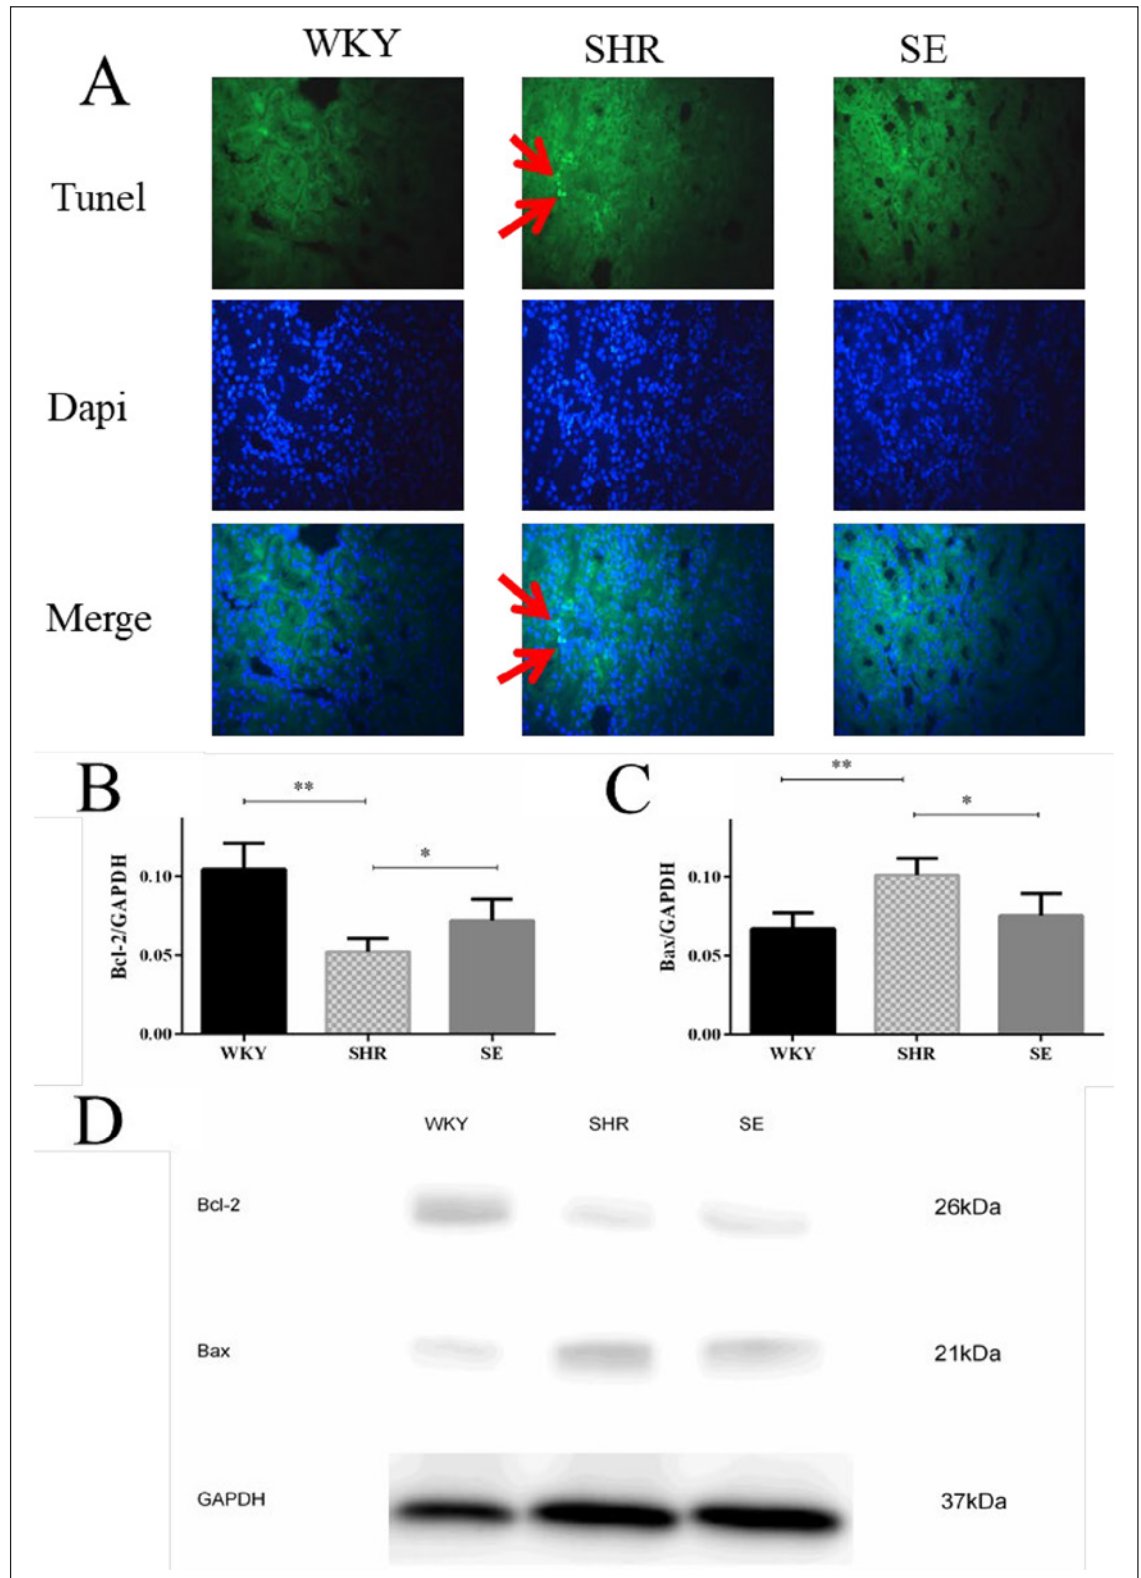 WKY SHR SE
A
Tunel
Dapi
Merge
B
**
*
Bcl-2/GAPDH
0.10
0.05
0.00
WKY SHR SE
C
**
*
Bax/GAPDH
0.10
0.05
0.00
WKY SHR SE
D
WKY SHR SE
Bcl-2 26kDa
Bax 21kDa
GAPDH 37kDa